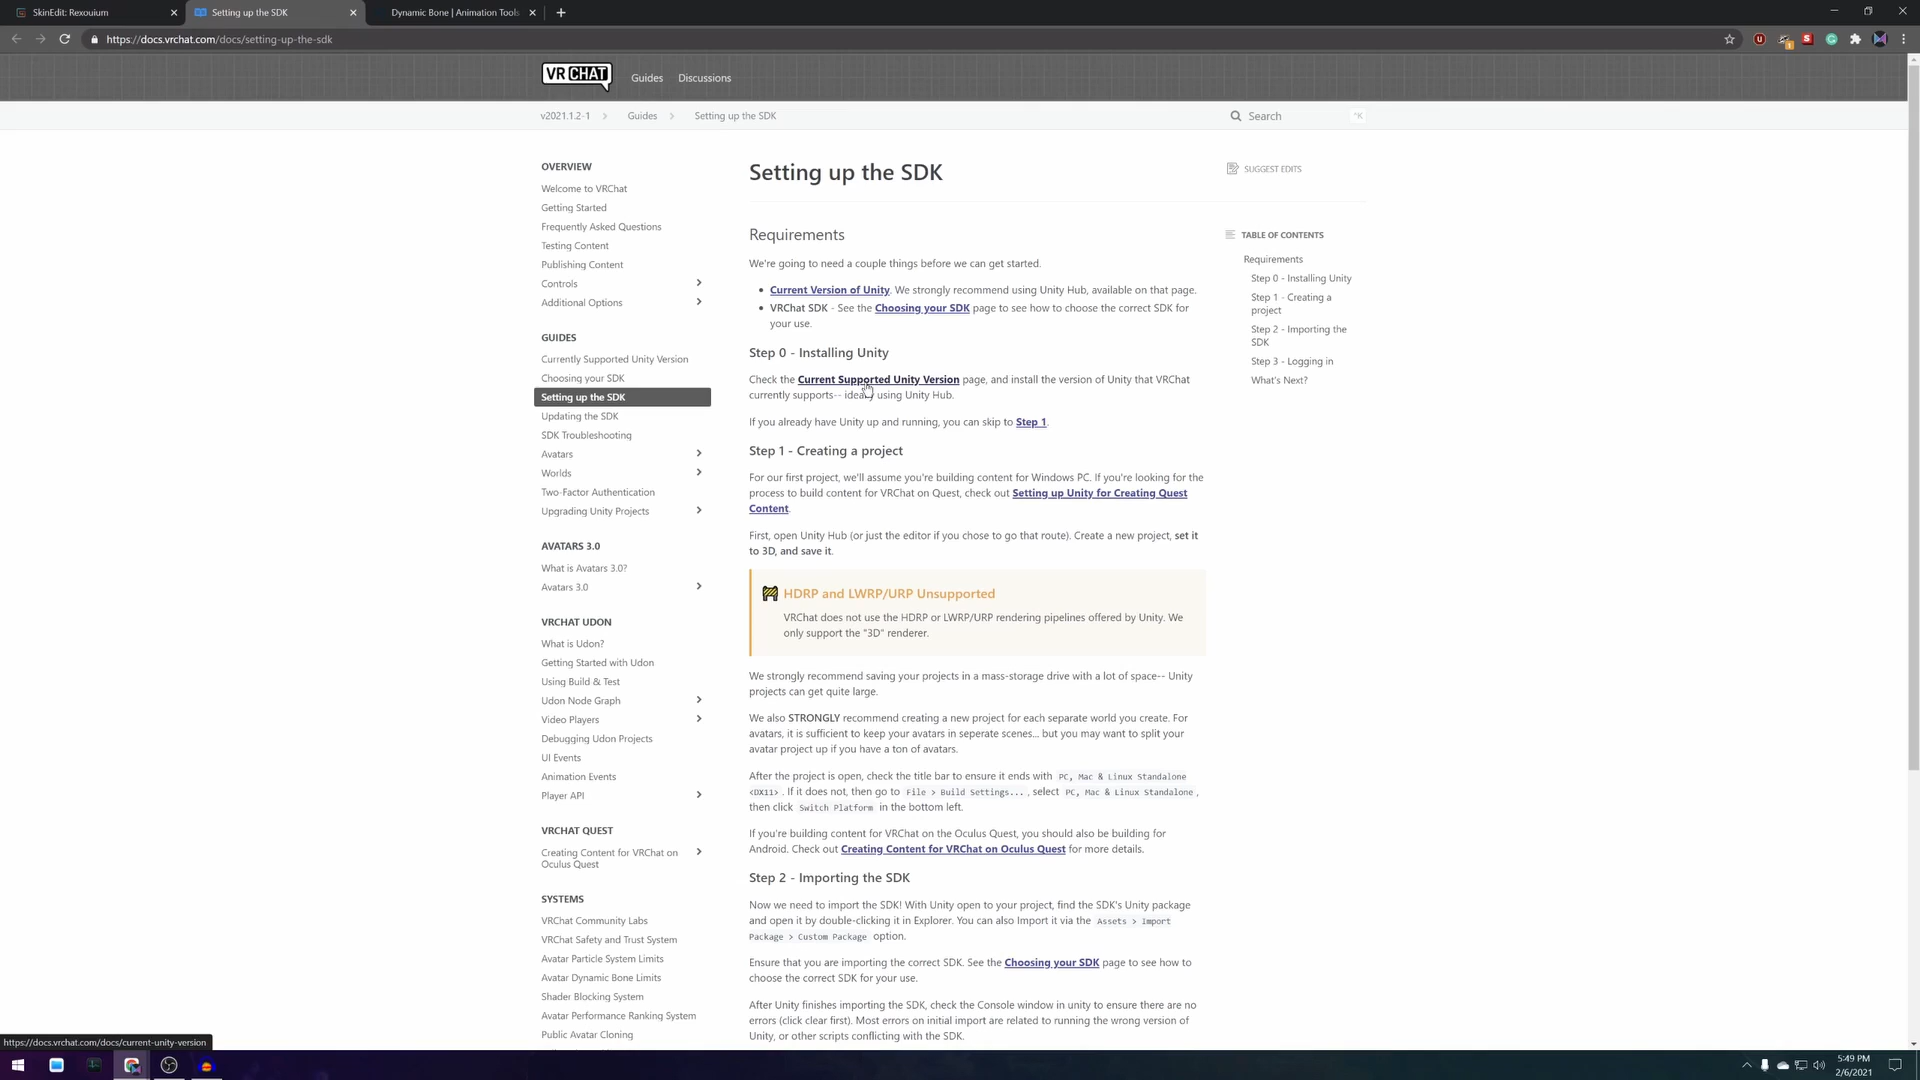 SkinEdit: Rexouium
Setting up the SDK
Dynamic Bone | Animation Tools
https://docs.vrchat.com/docs/setting-up-the-sdk
VRCHAT
Guides
Discussions
v2021.1.2-1
Guides
Setting up the SDK
Search
^K
OVERVIEW
Welcome to VRChat
Getting Started
Frequently Asked Questions
Testing Content
Publishing Content
Controls
Additional Options
GUIDES
Currently Supported Unity Version
Choosing your SDK
Setting up the SDK
Updating the SDK
SDK Troubleshooting
Avatars
Worlds
Two-Factor Authentication
Upgrading Unity Projects
AVATARS 3.0
What is Avatars 3.0?
Avatars 3.0
VRCHAT UDON
What is Udon?
Getting Started with Udon
Using Build & Test
Udon Node Graph
Video Players
Debugging Udon Projects
UI Events
Animation Events
Player API
VRCHAT QUEST
Creating Content for VRChat on
Oculus Quest
SYSTEMS
VRChat Community Labs
VRChat Safety and Trust System
Avatar Particle System Limits
Avatar Dynamic Bone Limits
Shader Blocking System
Avatar Performance Ranking System
Public Avatar Cloning
Setting up the SDK
Requirements
We're going to need a couple things before we can get started.
• Current Version of Unity. We strongly recommend using Unity Hub, available on that page.
• VRChat SDK - See the Choosing your SDK page to see how to choose the correct SDK for
your use.
Step 0 - Installing Unity
Check the Current Supported Unity Version page, and install the version of Unity that VRChat
currently supports-- ideally using Unity Hub.
If you already have Unity up and running, you can skip to Step 1.
Step 1 - Creating a project
For our first project, we'll assume you're building content for Windows PC. If you're looking for the
process to build content for VRChat on Quest, check out Setting up Unity for Creating Quest
Content.
First, open Unity Hub (or just the editor if you chose to go that route). Create a new project, set it
to 3D, and save it.
HDRP and LWRP/URP Unsupported
VRChat does not use the HDRP or LWRP/URP rendering pipelines offered by Unity. We
only support the "3D" renderer.
We strongly recommend saving your projects in a mass-storage drive with a lot of space-- Unity
projects can get quite large.
We also STRONGLY recommend creating a new project for each separate world you create. For
avatars, it is sufficient to keep your avatars in seperate scenes... but you may want to split your
avatar project up if you have a ton of avatars.
After the project is open, check the title bar to ensure it ends with PC, Mac & Linux Standalone
<DX11>. If it does not, then go to File > Build Settings..., select PC, Mac & Linux Standalone,
then click Switch Platform in the bottom left.
If you're building content for VRChat on the Oculus Quest, you should also be building for
Android. Check out Creating Content for VRChat on Oculus Quest for more details.
Step 2 - Importing the SDK
Now we need to import the SDK! With Unity open to your project, find the SDK's Unity package
and open it by double-clicking it in Explorer. You can also Import it via the Assets > Import
Package > Custom Package option.
Ensure that you are importing the correct SDK. See the Choosing your SDK page to see how to
choose the correct SDK for your use.
After Unity finishes importing the SDK, check the Console window in unity to ensure there are no
errors (click clear first). Most errors on initial import are related to running the wrong version of
Unity, or other scripts conflicting with the SDK.
SUGGEST EDITS
TABLE OF CONTENTS
Requirements
Step 0 - Installing Unity
Step 1 - Creating a
project
Step 2 - Importing the
SDK
Step 3 - Logging in
What's Next?
https://docs.vrchat.com/docs/current-unity-version
5:49 PM
2/6/2021